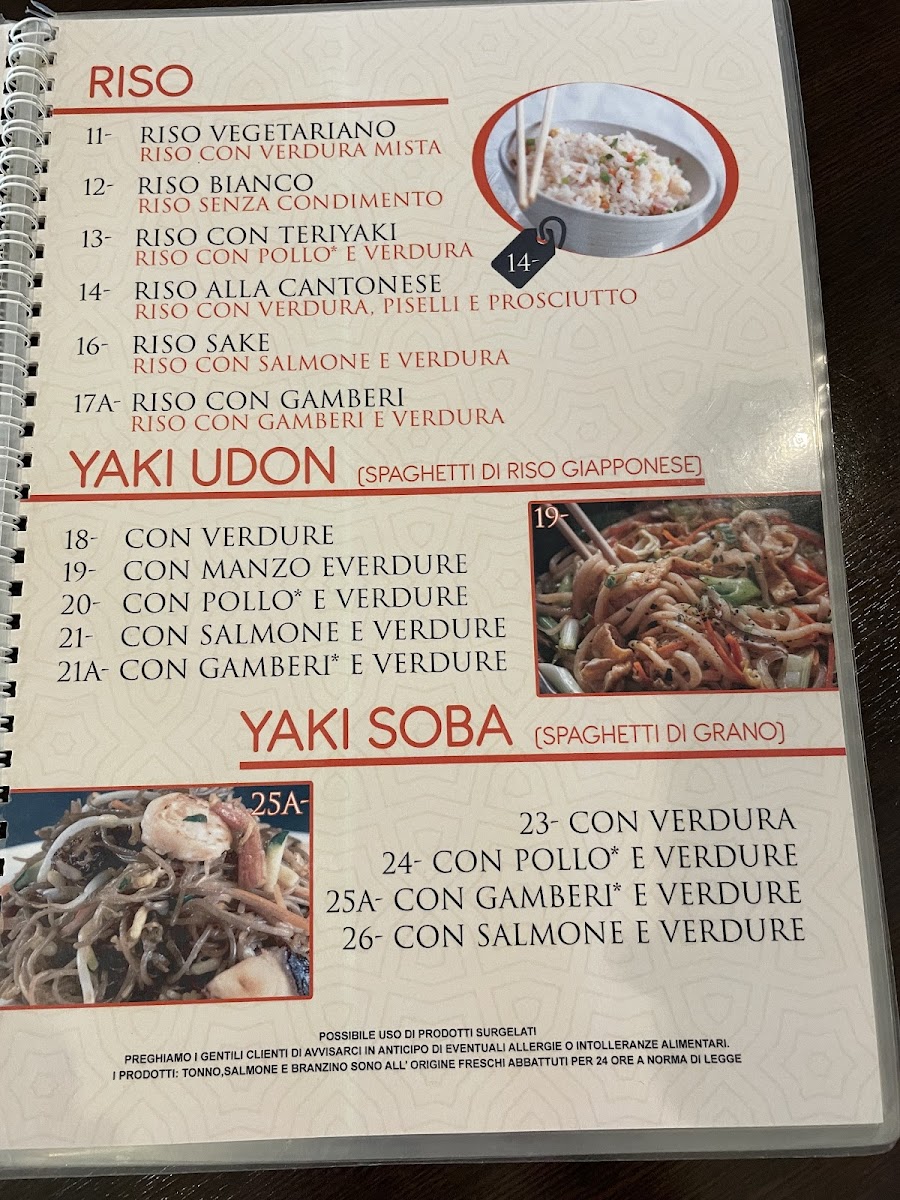 RISO
11- RISO VEGETARIANO
RISO CON VERDURA MISTA
12- RISO BIANCO
RISO SENZA CONDIMENTO
13- RISO CON TERIYAKI
RISO CON POLLO* E VERDURA
14-
14- RISO ALLA CANTONESE
RISO CON VERDURA, PISELLI E PROSCIUTTO
16- RISO SAKE
RISO CON SALMONE E VERDURA
17A- RISO CON GAMBERI
RISO CON GAMBERI E VERDURA
YAKI UDON (SPAGHETTI DI RISO GIAPPONESE)
19-
18- CON VERDURE
19- CON MANZO EVERDURE
20- CON POLLO* E VERDURE
21- CON SALMONE E VERDURE
21A- CON GAMBERI* E VERDURE
YAKI SOBA (SPAGHETTI DI GRANO)
25A-
23- CON VERDURA
24- CON POLLO* E VERDURE
25A- CON GAMBERI* E VERDURE
26- CON SALMONE E VERDURE
POSSIBILE USO DI PRODOTTI SURGELATI
PREGHIAMO I GENTILI CLIENTI DI AVVISARCI IN ANTICIPO DI EVENTUALI ALLERGIE O INTOLLERANZE ALIMENTARI.
I PRODOTTI: TONNO,SALMONE E BRANZINO SONO ALL' ORIGINE FRESCHI ABBATTUTI PER 24 ORE A NORMA DI LEGGE